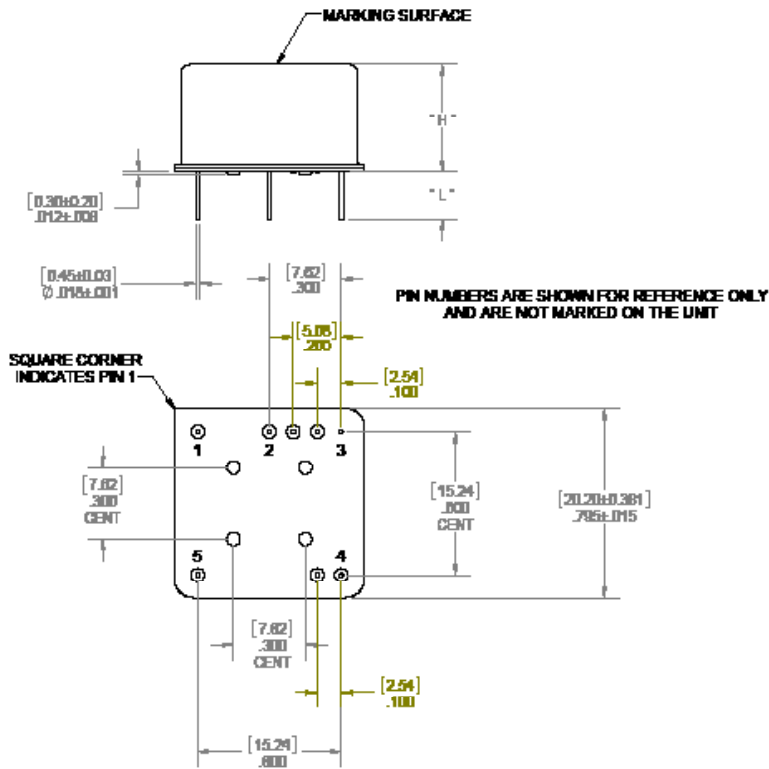 MARKING SURFACE
"H"
"L"
[0.30±0.20]
.012±.008
[0.45±0.03]
Ø .018±.001
[7.62]
.300
PIN NUMBERS ARE SHOWN FOR REFERENCE ONLY
AND ARE NOT MARKED ON THE UNIT
[5.08]
.200
SQUARE CORNER
INDICATES PIN 1
[2.54]
.100
1
2
3
[7.62]
.300
CENT
[15.24]
.600
CENT
[20.20±0.381]
.795±.015
5
4
[7.62]
.300
CENT
[2.54]
.100
[15.24]
.600